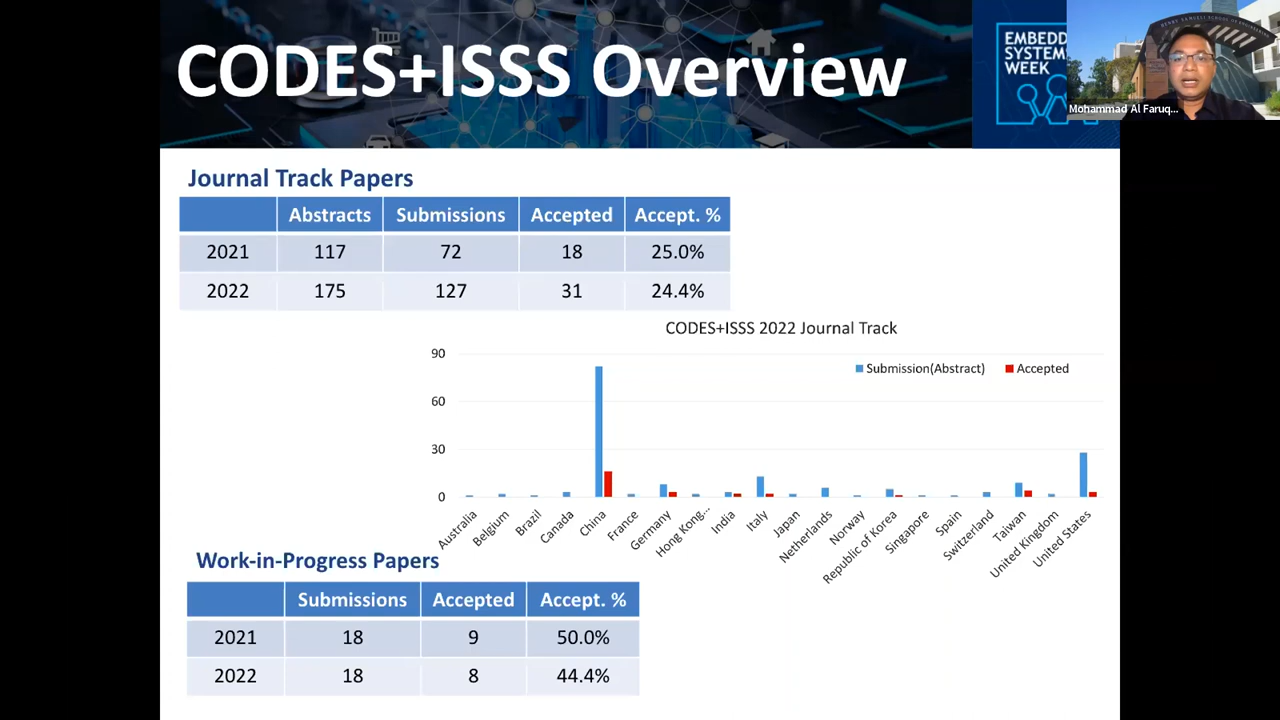 CODES+ISSS Overview
EMBEDD
SYSTEM
WEEK
Mohammad Al Faruq...
Journal Track Papers
Abstracts Submissions Accepted Accept. %
2021 117 72 18 25.0%
2022 175 127 31 24.4%
CODES+ISSS 2022 Journal Track
Submission(Abstract) Accepted
90
60
30
0
Australia Belgium Brazil Canada China France Germany Hong Kong... India Italy Japan Netherlands Norway Republic of Korea Singapore Spain Switzerland Taiwan United Kingdom United States
Work-in-Progress Papers
Submissions Accepted Accept. %
2021 18 9 50.0%
2022 18 8 44.4%